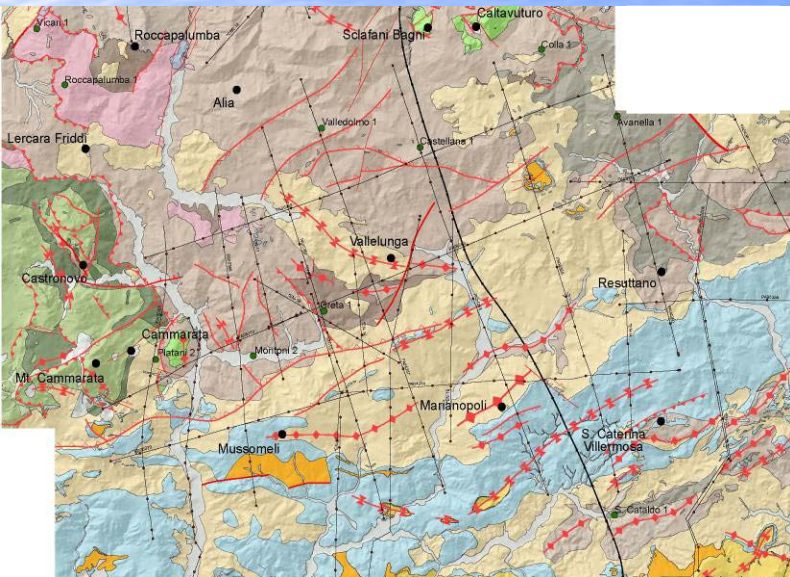 Vicari 1
Roccapalumba
Sclafani Bagni
Caltavuturo
Colla 1
Roccapalumba 1
Alia
Valledolmo 1
Castellana 1
Avanella 1
Lercara Friddi
Vallelunga
Castronovo
Resuttano
Greta 1
Cammarata
Platani 2
Montoni 2
Mt. Cammarata
Marianopoli
Mussomeli
S. Caterina
Villermosa
S. Cataldo 1